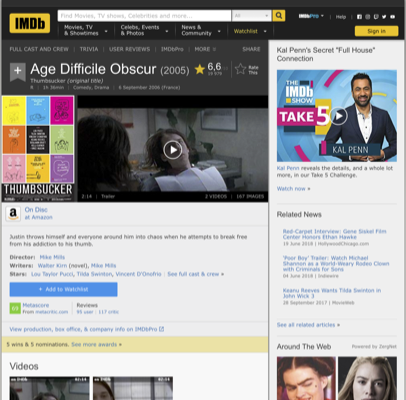 IMDb
Find Movies, TV shows, Celebrities and more...
All
IMDbPro
Help
Movies, TV & Showtimes
Celebs, Events & Photos
News & Community
Watchlist
Sign in
FULL CAST AND CREW | TRIVIA | USER REVIEWS | IMDbPro | MORE
SHARE
Age Difficile Obscur (2005)
6,6
Rate This
Thumbsucker (original title)
R | 1h 36min | Comedy, Drama | 6 September 2006 (France)
THUMBSUCKER
2:14 | Trailer
2 VIDEOS | 107 IMAGES
On Disc
at Amazon
Justin throws himself and everyone around him into chaos when he attempts to break free
from his addiction to his thumb.
Director: Mike Mills
Writers: Walter Kirn (novel), Mike Mills
Stars: Lou Taylor Pucci, Tilda Swinton, Vincent D'Onofrio | See full cast & crew »
+ Add to Watchlist
Metascore
From metacritic.com
Reviews
95 user | 117 critic
View production, box office, & company info on IMDbPro
5 wins & 5 nominations. See more awards »
Videos
Kal Penn's Secret "Full House"
Connection
THE IMDb SHOW
TAKE 5
KAL PENN
Kal Penn reveals the details, and a whole lot
more, in our Take 5 Challenge.
Watch now »
Related News
Red-Carpet Interview: Gene Siskel Film
Center Honors Ethan Hawke
19 June 2018 | HollywoodChicago.com
'Poor Boy' Trailer: Watch Michael
Shannon as a World-Weary Rodeo Clown
with Criminals for Sons
04 June 2018 | Indiewire
Keanu Reeves Wants Tilda Swinton in
John Wick 3
28 September 2017 | MovieWeb
See all related articles »
Around The Web
Powered by ZergNet